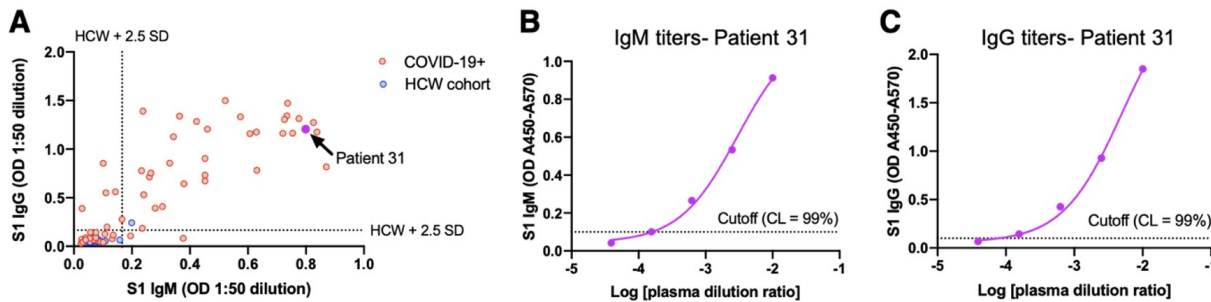 A
HCW + 2.5 SD
S1 IgG (OD 1:50 dilution)
2.0
1.5
1.0
0.5
0.0
0.0 0.2 0.4 0.6 0.8 1.0
S1 IgM (OD 1:50 dilution)
COVID-19+
HCW cohort
Patient 31
HCW + 2.5 SD
B
IgM titers- Patient 31
S1 IgM (OD A450-A570)
1.0
0.8
0.6
0.4
0.2
0.0
Cutoff (CL = 99%)
-5 -4 -3 -2 -1
Log [plasma dilution ratio]
C
IgG titers- Patient 31
S1 IgG (OD A450-A570)
2.0
1.5
1.0
0.5
0.0
Cutoff (CL = 99%)
-5 -4 -3 -2 -1
Log [plasma dilution ratio]